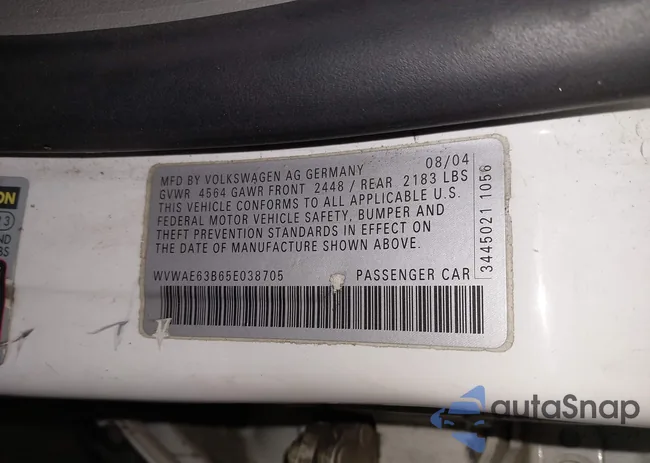 MFD BY VOLKSWAGEN AG GERMANY 08/04
GVWR 4564 GAWR FRONT 2448 / REAR 2183 LBS
THIS VEHICLE CONFORMS TO ALL APPLICABLE U.S.
FEDERAL MOTOR VEHICLE SAFETY, BUMPER AND
THEFT PREVENTION STANDARDS IN EFFECT ON
THE DATE OF MANUFACTURE SHOWN ABOVE.
WVWAE63B65E038705 PASSENGER CAR
3445021 1056
autoSnap